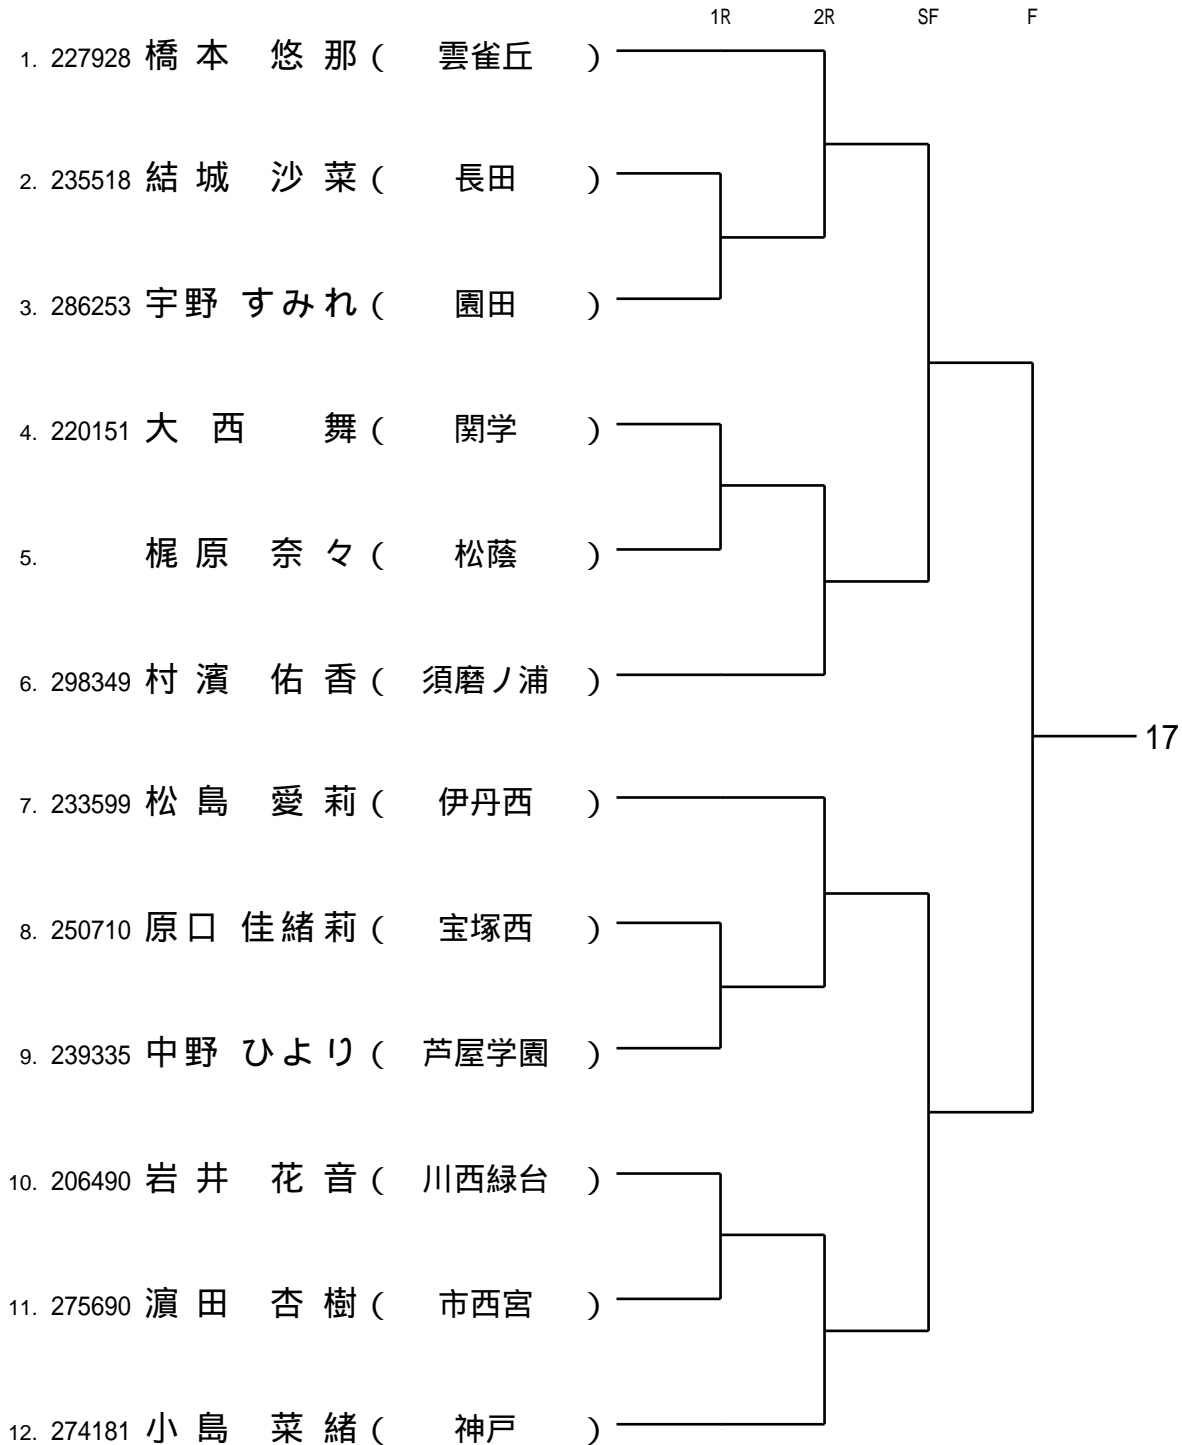 1R 2R SF F
1. 227928 橋本 悠那 ( 雲雀丘 )
2. 235518 結城 沙菜 ( 長田 )
3. 286253 宇野 すみれ ( 園田 )
4. 220151 大西 舞 ( 関学 )
5. 梶原 奈々 ( 松蔭 )
6. 298349 村濱 佑香 ( 須磨ノ浦 )
17
7. 233599 松島 愛莉 ( 伊丹西 )
8. 250710 原口 佳緒莉 ( 宝塚西 )
9. 239335 中野 ひより ( 芦屋学園 )
10. 206490 岩井 花音 ( 川西緑台 )
11. 275690 濵田 杏樹 ( 市西宮 )
12. 274181 小島 菜緒 ( 神戸 )